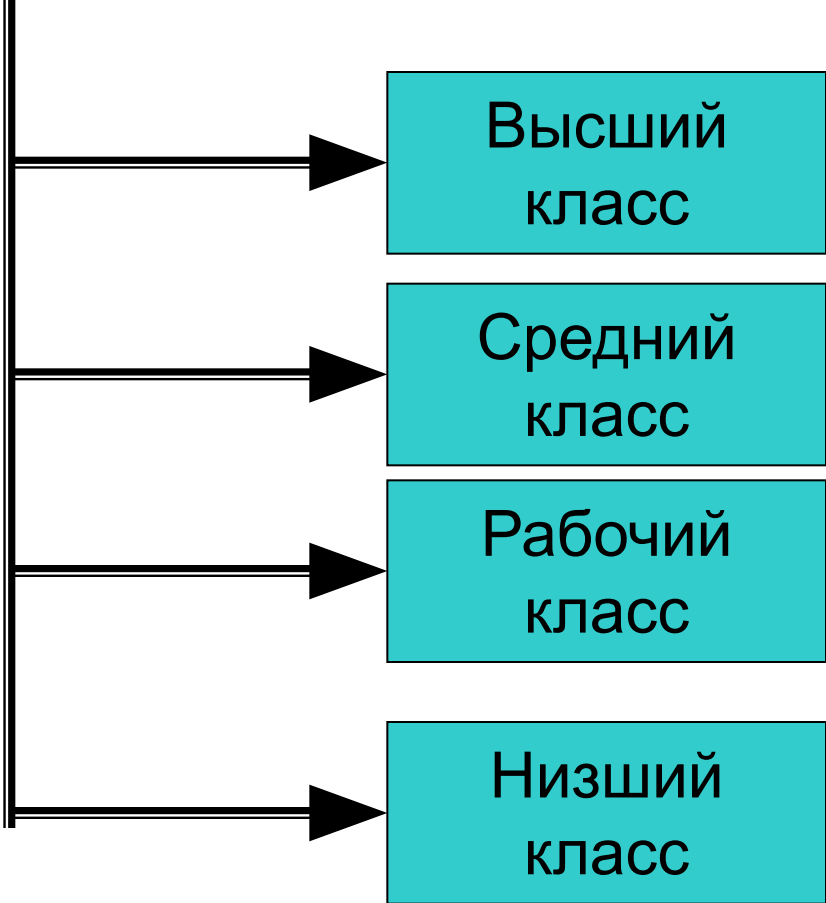 Высший
класс
Средний
класс
Рабочий
класс
Низший
класс